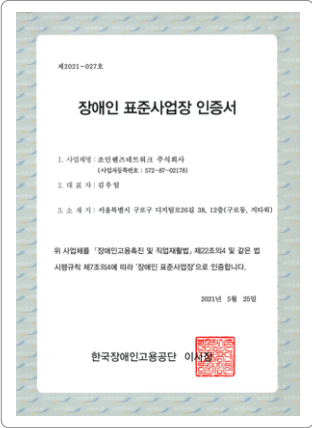 제2021-027호
장애인 표준사업장 인증서
1. 사업체명 : 조인핸즈네트워크 주식회사
(사업자등록번호 : 572-87-02178)
2. 대 표 자 : 김우일
3. 소 재 지 : 서울특별시 구로구 디지털로26길 38, 12층(구로동, 지타워)
위 사업체를 「장애인고용촉진 및 직업재활법」 제22조의4 및 같은 법
시행규칙 제7조의4에 따라 '장애인 표준사업장'으로 인증합니다.
2021년 5월 25일
한국장애인고용공단 이사장